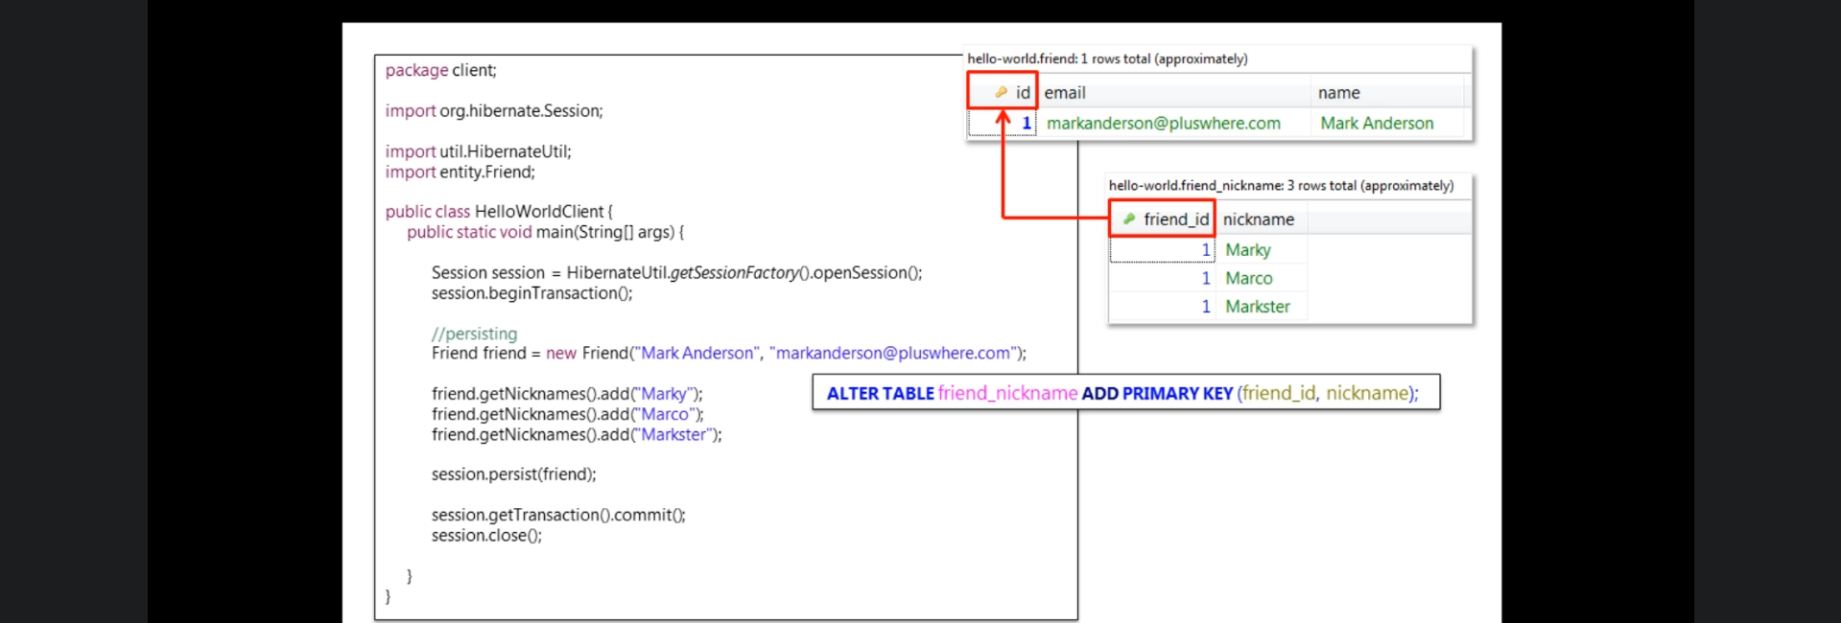 package client;
import org.hibernate.Session;
import util.HibernateUtil;
import entity.Friend;
public class HelloWorldClient {
public static void main(String[] args) {
Session session = HibernateUtil.getSessionFactory().openSession();
session.beginTransaction();
//persisting
Friend friend = new Friend("Mark Anderson", "markanderson@pluswhere.com");
friend.getNicknames().add("Marky");
friend.getNicknames().add("Marco");
friend.getNicknames().add("Markster");
session.persist(friend);
session.getTransaction().commit();
session.close();
}
}
hello-world.friend: 1 rows total (approximately)
id email name
1 markanderson@pluswhere.com Mark Anderson
hello-world.friend_nickname: 3 rows total (approximately)
friend_id nickname
1 Marky
1 Marco
1 Markster
ALTER TABLE friend_nickname ADD PRIMARY KEY (friend_id, nickname);